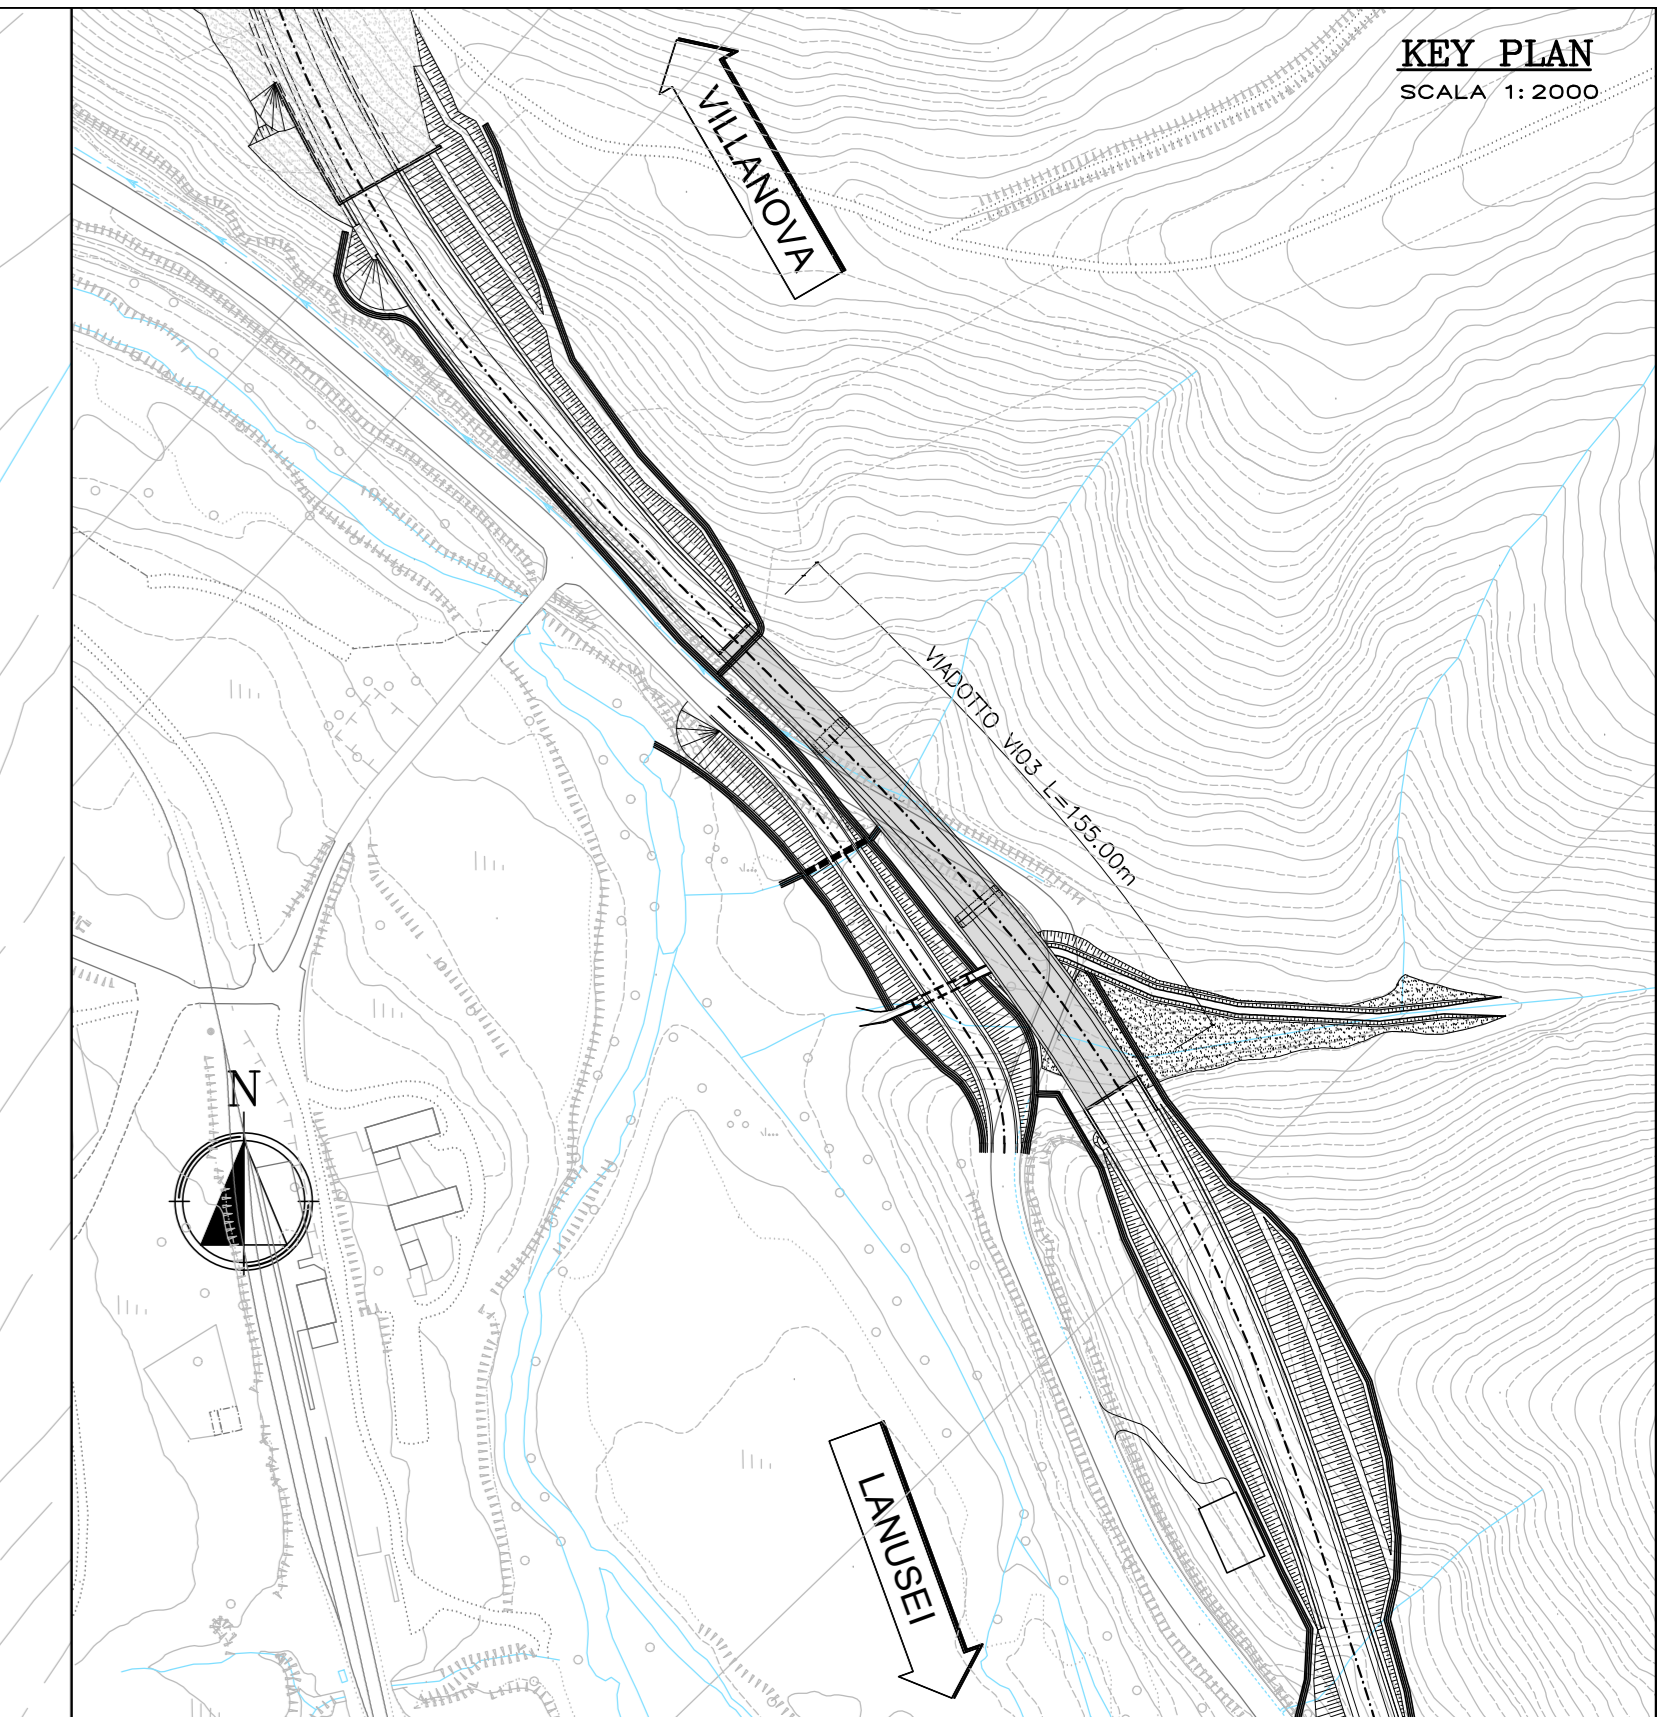 KEY PLAN
SCALA 1:2000
VILLANOVA
VIADOTTO VI03 L=155.00m
N
LANUSEI